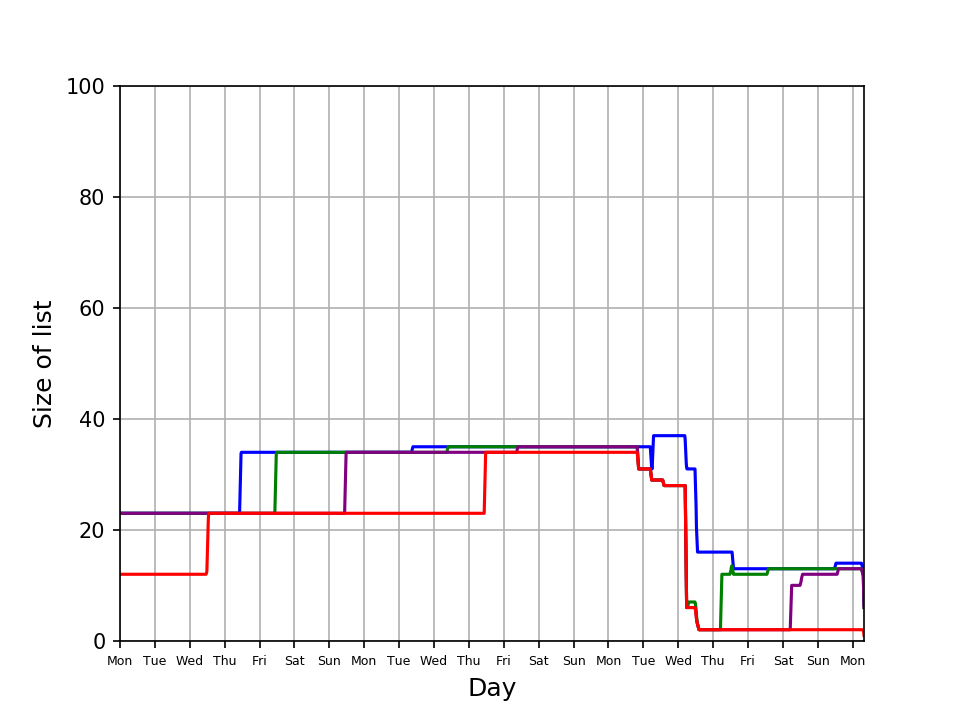 100
80
60
40
20
0
Size of list
Mon Tue Wed Thu Fri Sat Sun Mon Tue Wed Thu Fri Sat Sun Mon Tue Wed Thu Fri Sat Sun Mon
Day